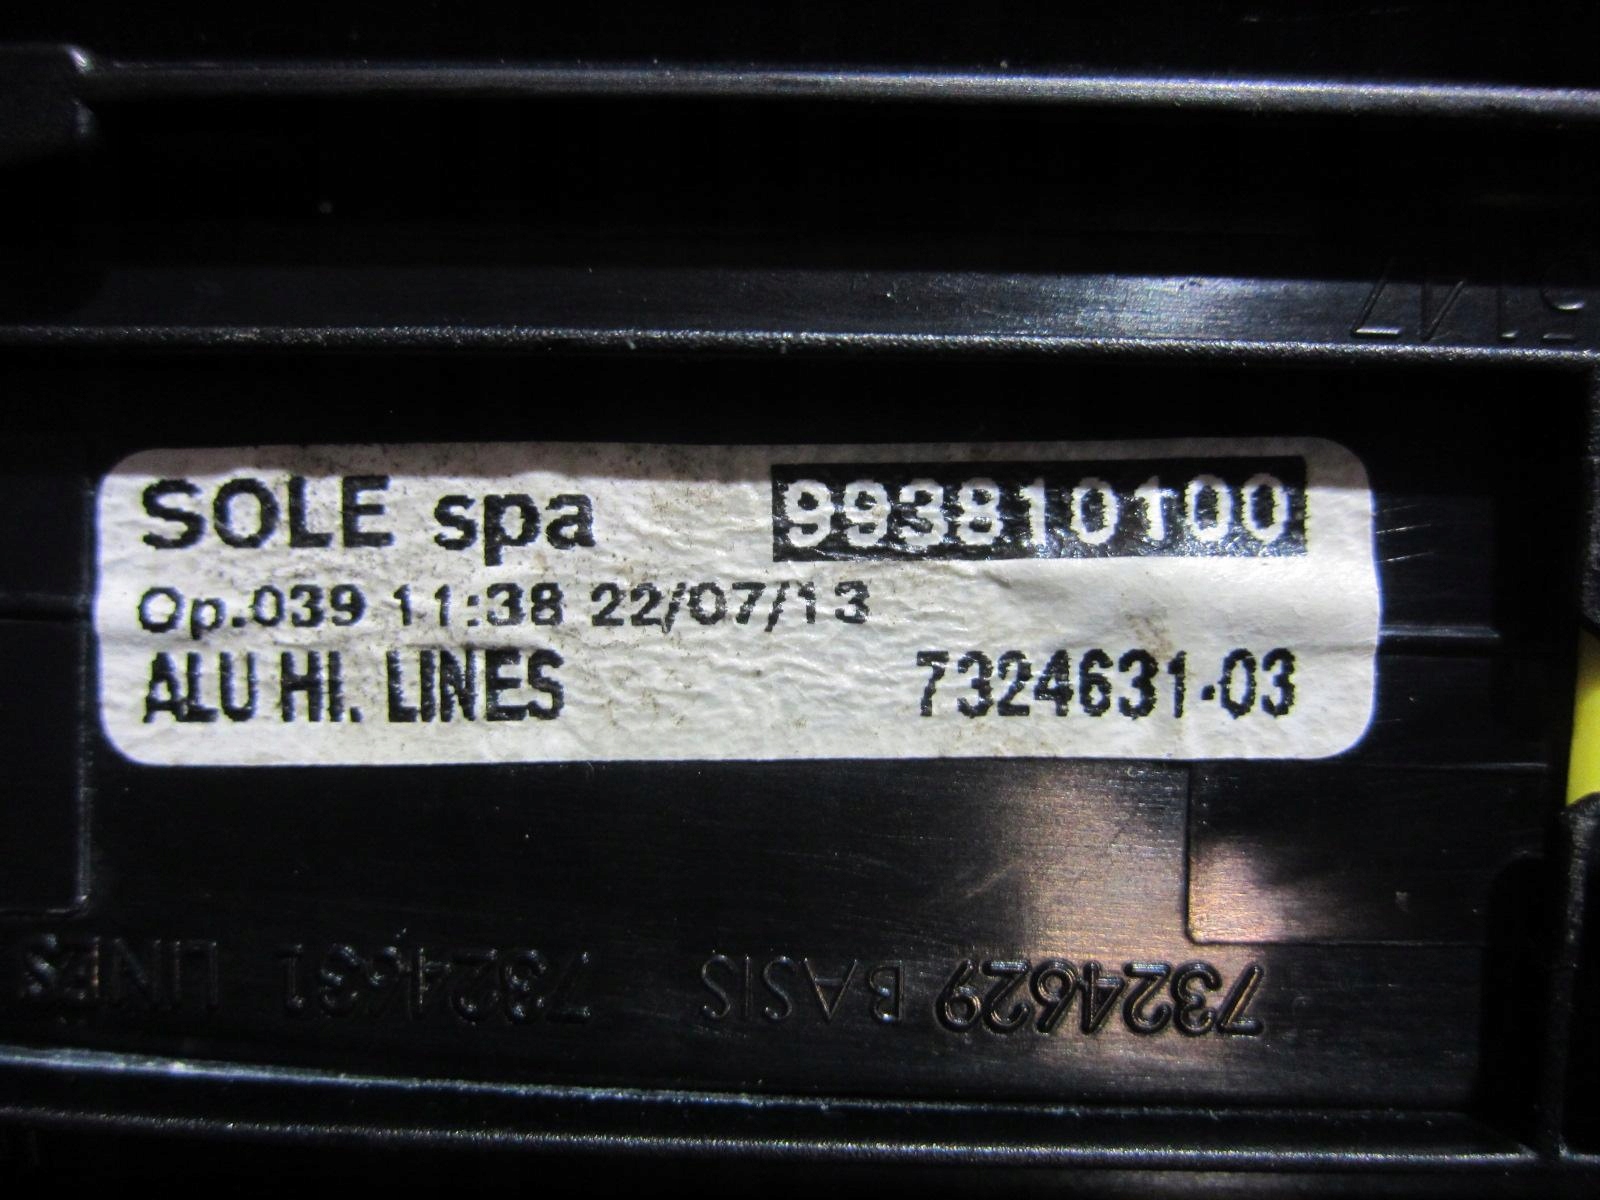 5147
SOLE spa 993810100
Op.039 11:38 22/07/13
ALU HI. LINES 7324631-03
7324629 BASIS 7324631 LINES